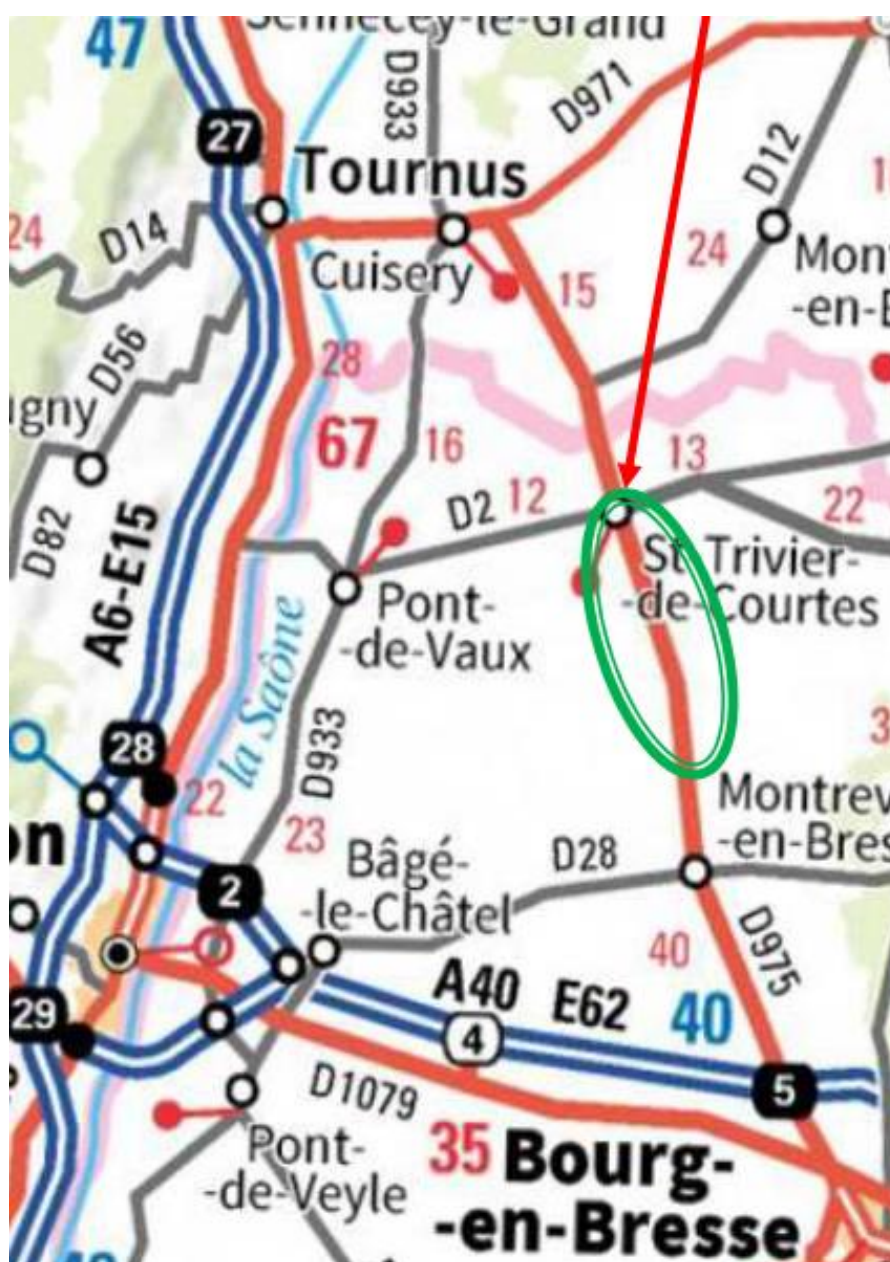 47
Sennecey-le-Grand
D933
D971
27
D12
Tournus
24
D14
24
Cuisery
15
D56
28
67
16
13
D2
12
22
D82
A6-E15
St Trivier-
-de-Courtes
Pont-
-de-Vaux
la Saône
D933
28
22
23
D28
Bâgé-
-le-Châtel
2
40
D975
A40
E62
40
29
4
5
D1079
Pont-
-de-Veyle
35
Bourg-
-en-Bresse